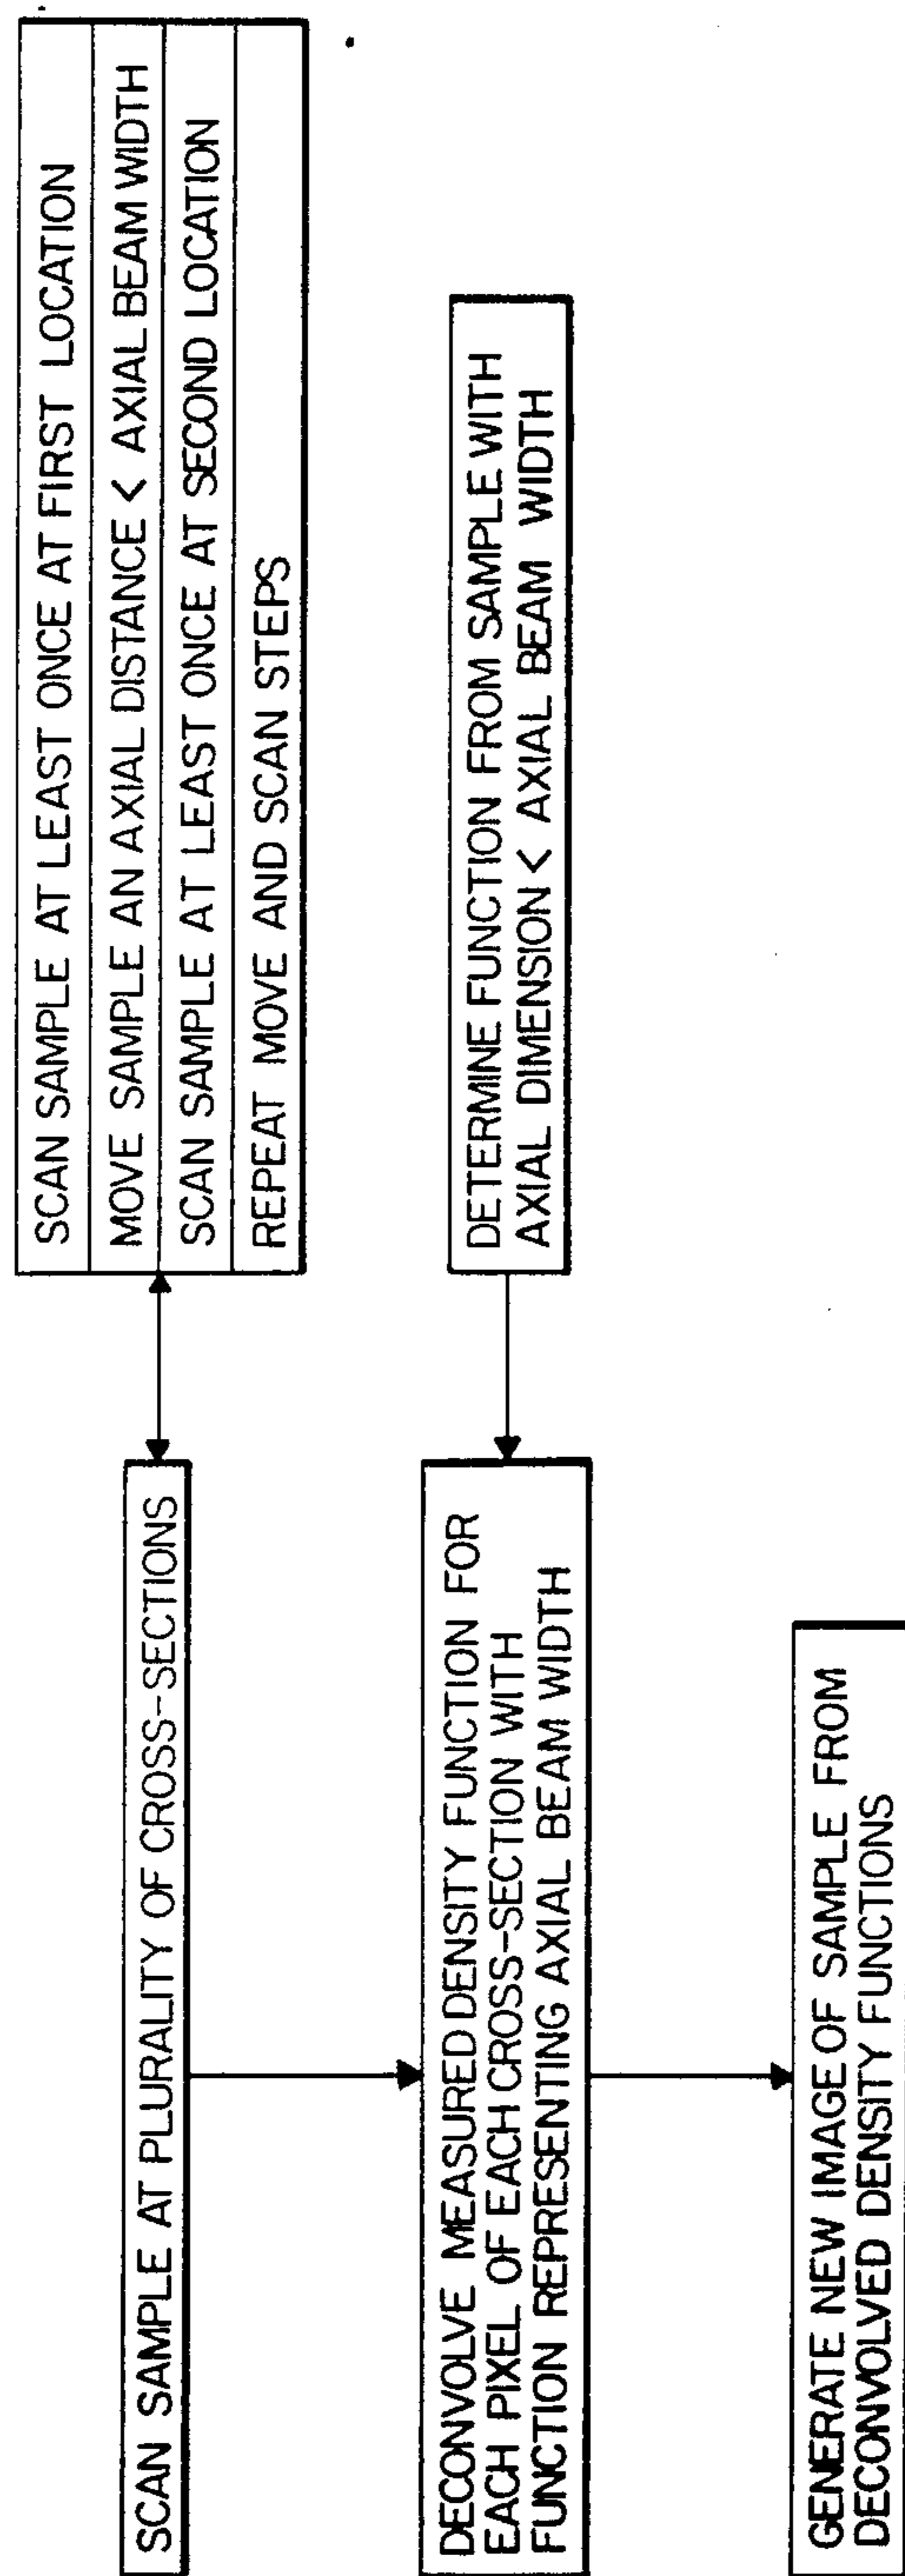 SCAN SAMPLE AT PLURALITY OF CROSS-SECTIONS
SCAN SAMPLE AT LEAST ONCE AT FIRST LOCATION
MOVE SAMPLE AN AXIAL DISTANCE < AXIAL BEAM WIDTH
SCAN SAMPLE AT LEAST ONCE AT SECOND LOCATION
REPEAT MOVE AND SCAN STEPS
DECONVOLVE MEASURED DENSITY FUNCTION FOR
EACH PIXEL OF EACH CROSS-SECTION WITH
FUNCTION REPRESENTING AXIAL BEAM WIDTH
DETERMINE FUNCTION FROM SAMPLE WITH
AXIAL DIMENSION < AXIAL BEAM WIDTH
GENERATE NEW IMAGE OF SAMPLE FROM
DECONVOLVED DENSITY FUNCTIONS